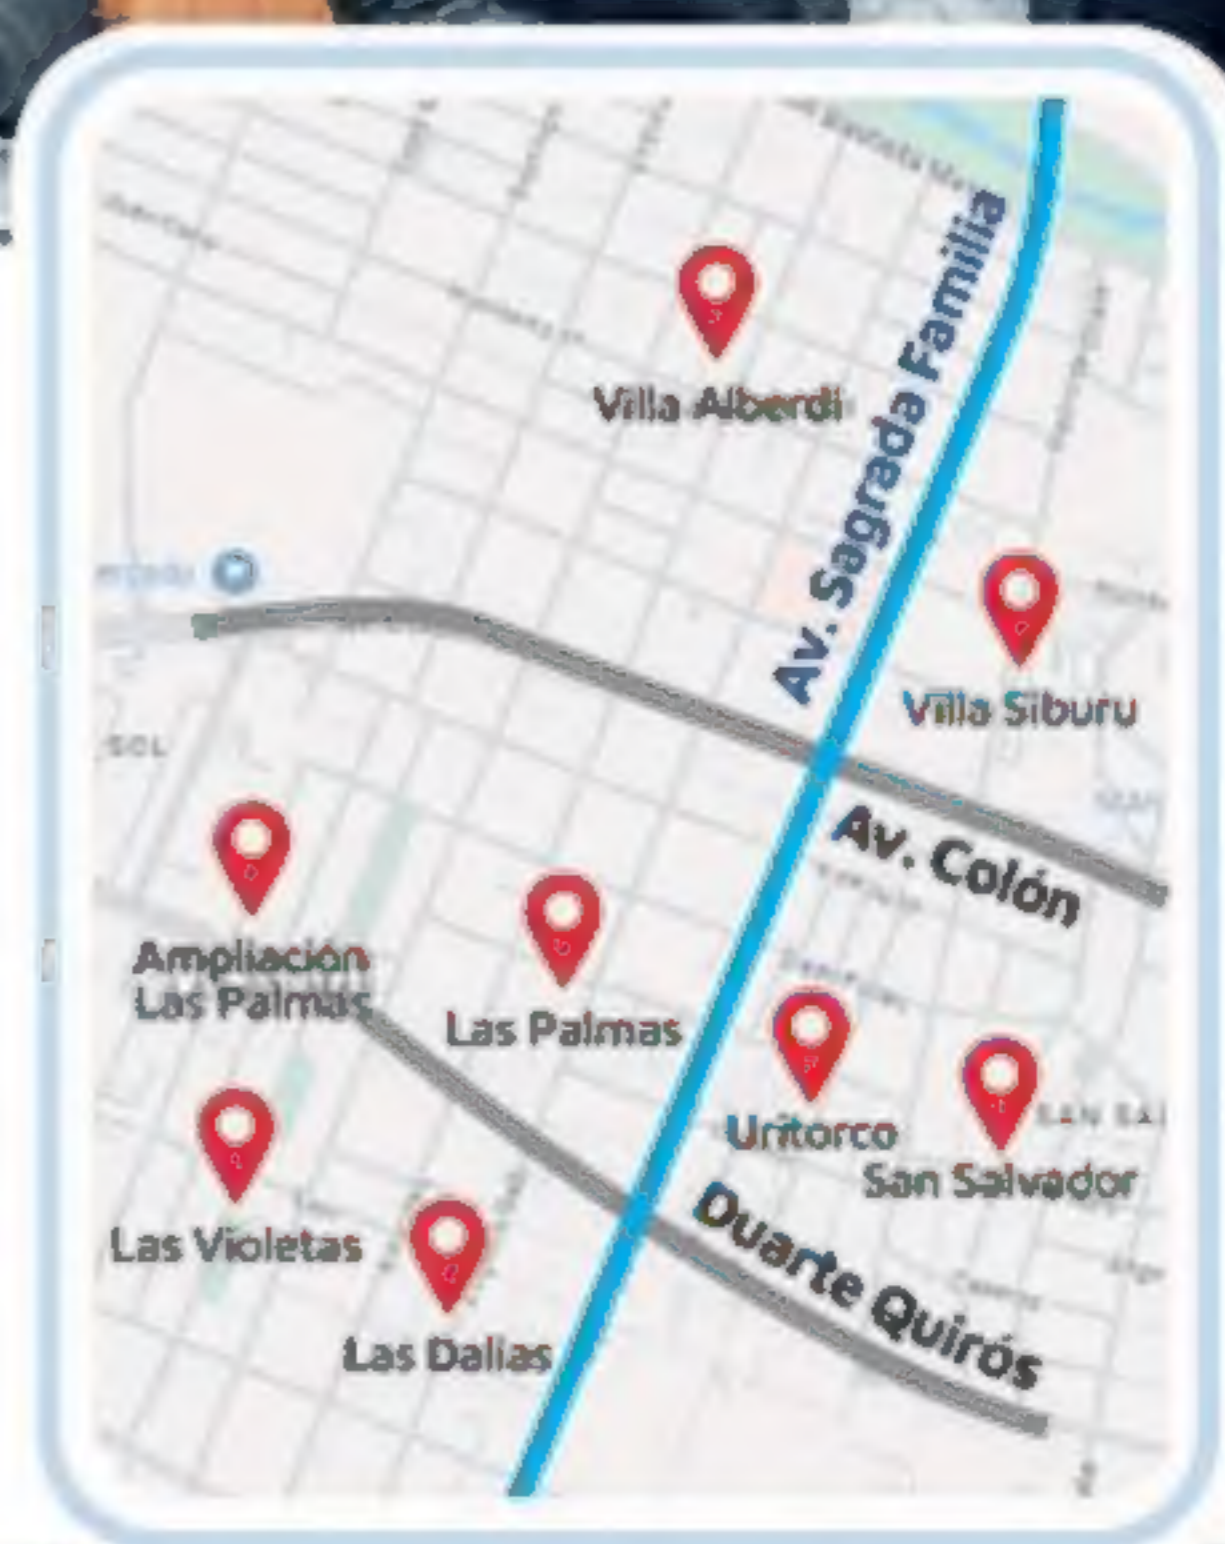 Av. Sagrada Familia
Villa Alberdi
Villa Siburu
SOL
Av. Colón
Ampliación
Las Palmas
Las Palmas
Uritorco
San Salvador
Duarte Quirós
Las Violetas
Las Dalias